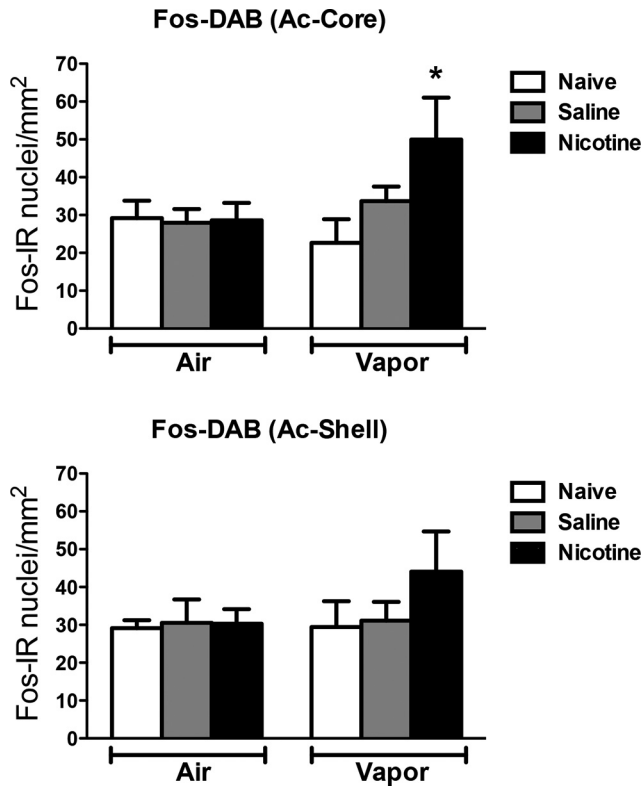 Fos-DAB (Ac-Core)
Fos-IR nuclei/mm²
70
60
50
40
30
20
10
0
*
Naive
Saline
Nicotine
Air
Vapor
Fos-DAB (Ac-Shell)
Fos-IR nuclei/mm²
70
60
50
40
30
20
10
0
Naive
Saline
Nicotine
Air
Vapor